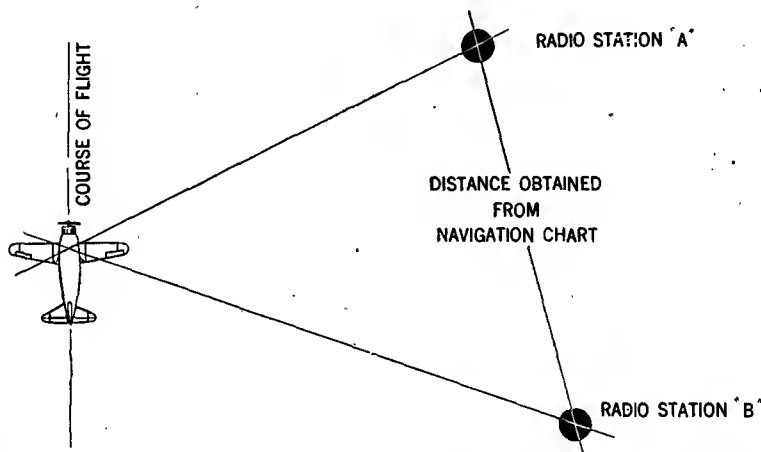 RADIO STATION "A"
COURSE OF FLIGHT
DISTANCE OBTAINED
FROM
NAVIGATION CHART
RADIO STATION "B"